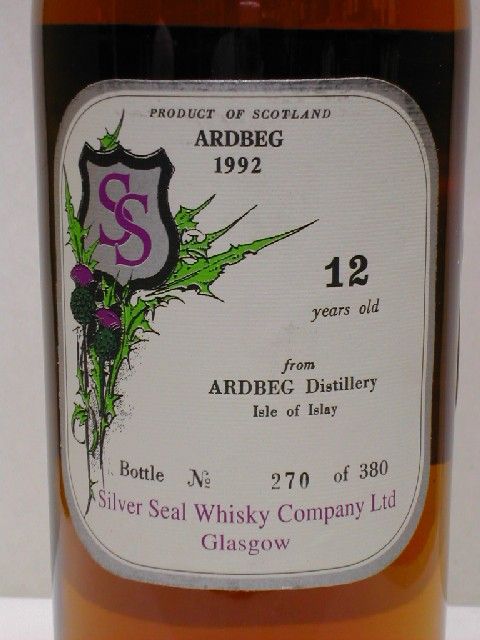 PRODUCT OF SCOTLAND
ARDBEG
1992
SS
12
years old
from
ARDBEG Distillery
Isle of Islay
Bottle № 270 of 380
Silver Seal Whisky Company Ltd
Glasgow